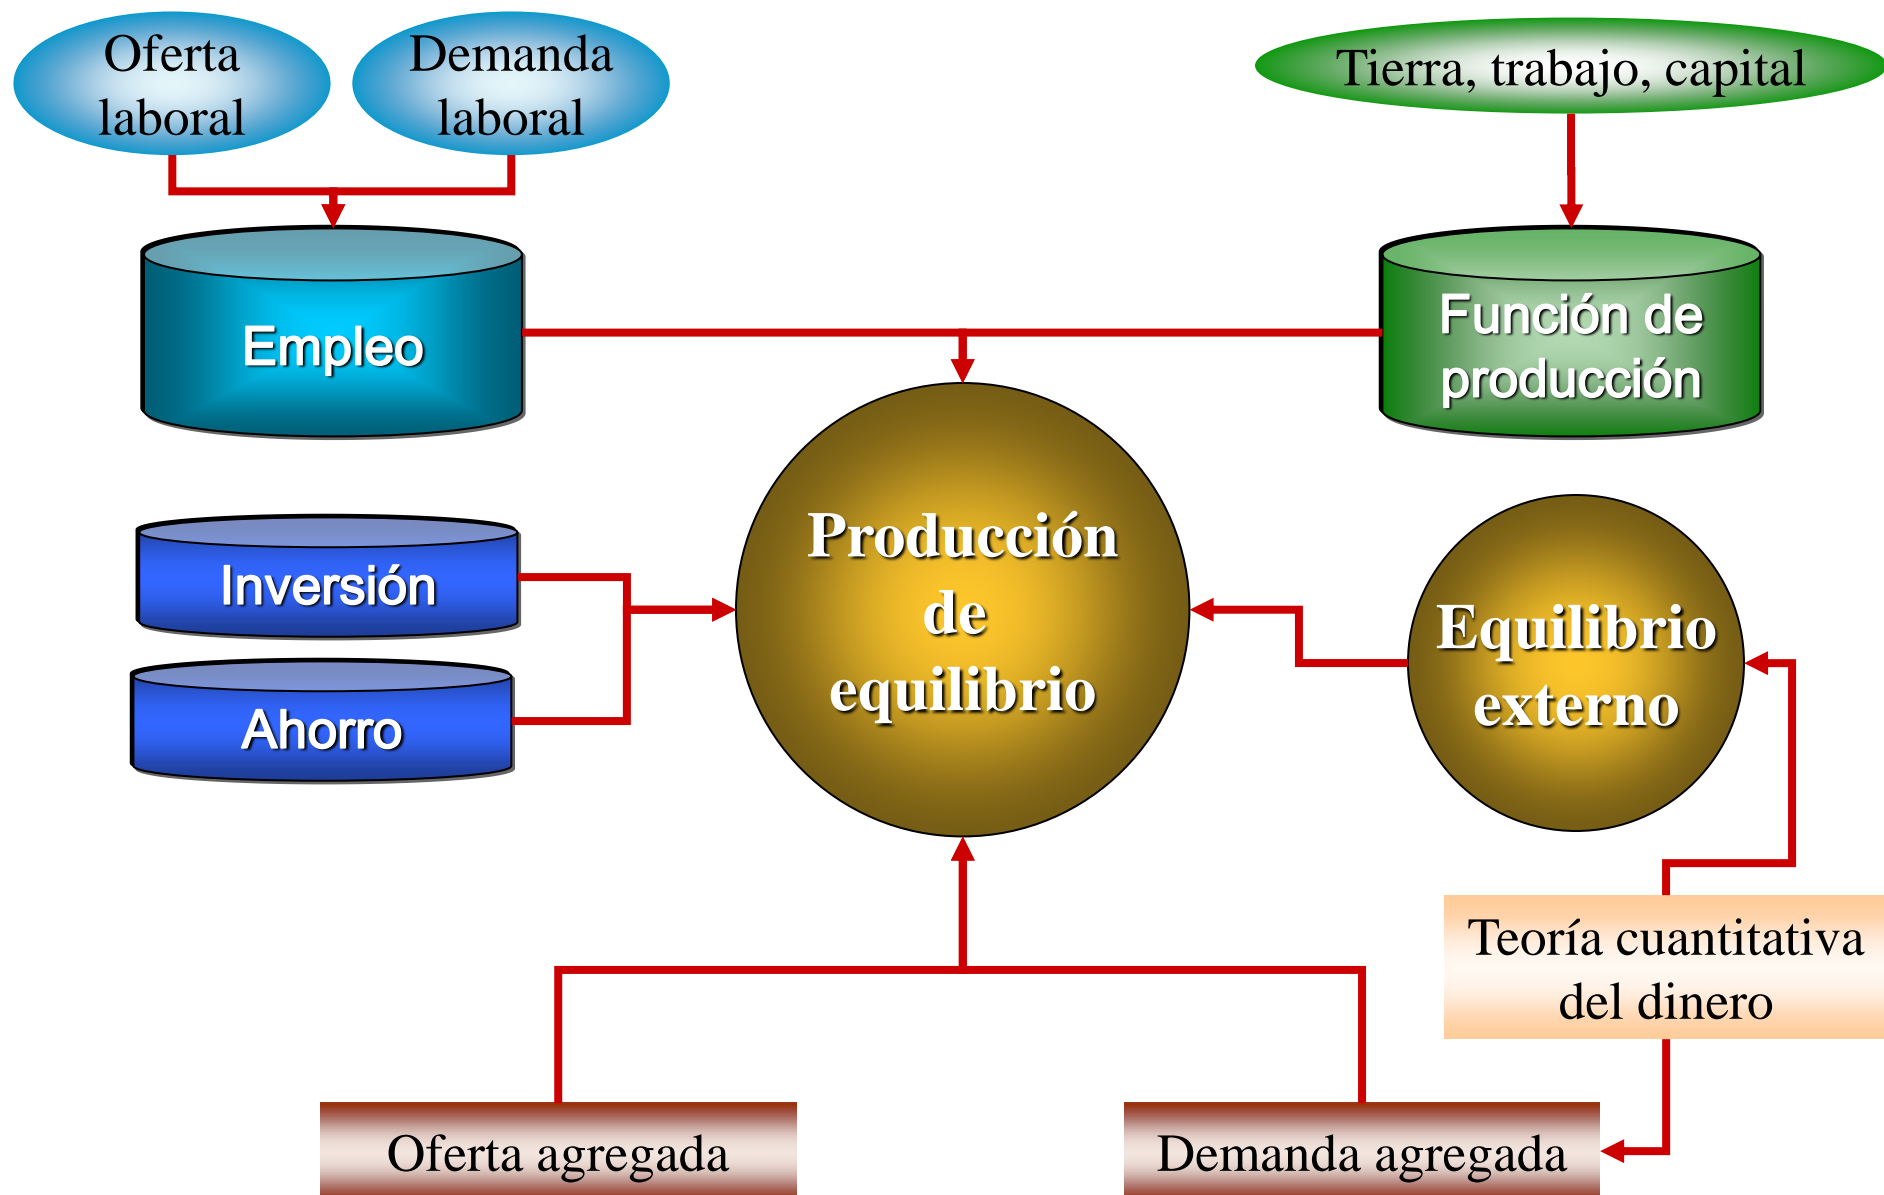 Oferta
laboral
Demanda
laboral
Tierra, trabajo, capital
Empleo
Función de
producción
Inversión
Ahorro
Producción
de
equilibrio
Equilibrio
externo
Teoría cuantitativa
del dinero
Oferta agregada
Demanda agregada